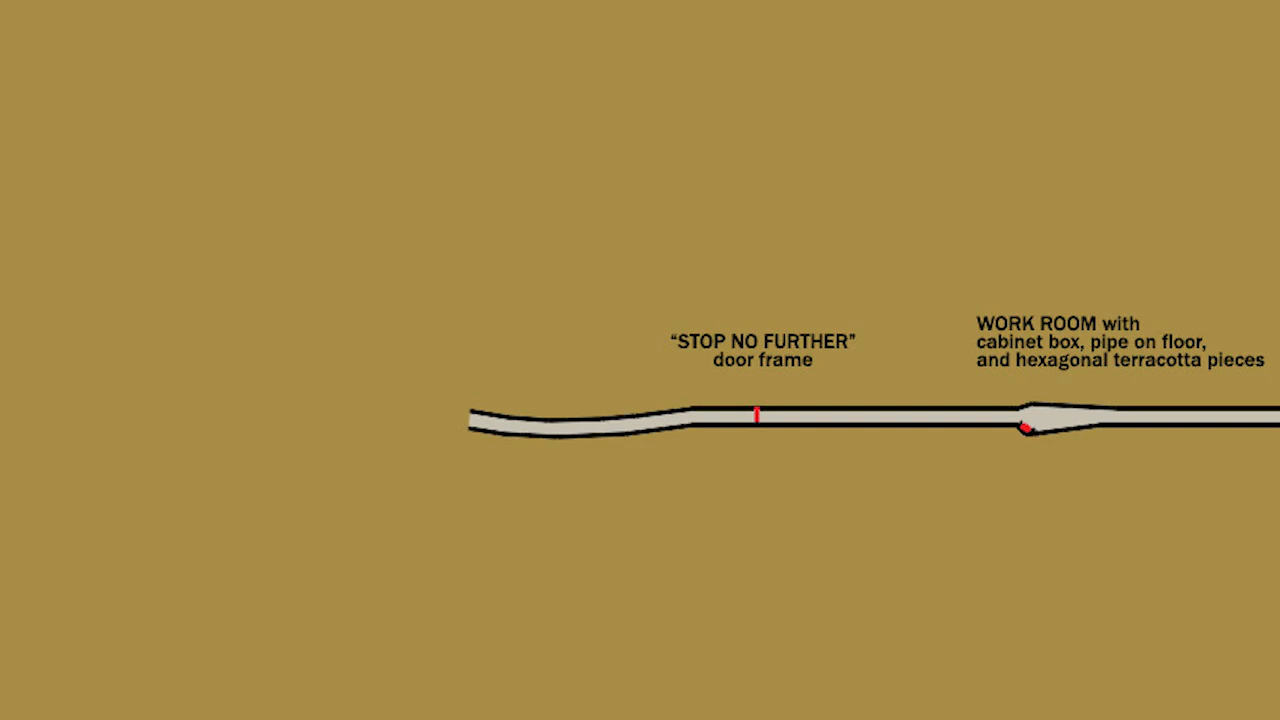 “STOP NO FURTHER”
door frame
WORK ROOM with
cabinet box, pipe on floor,
and hexagonal terracotta pieces